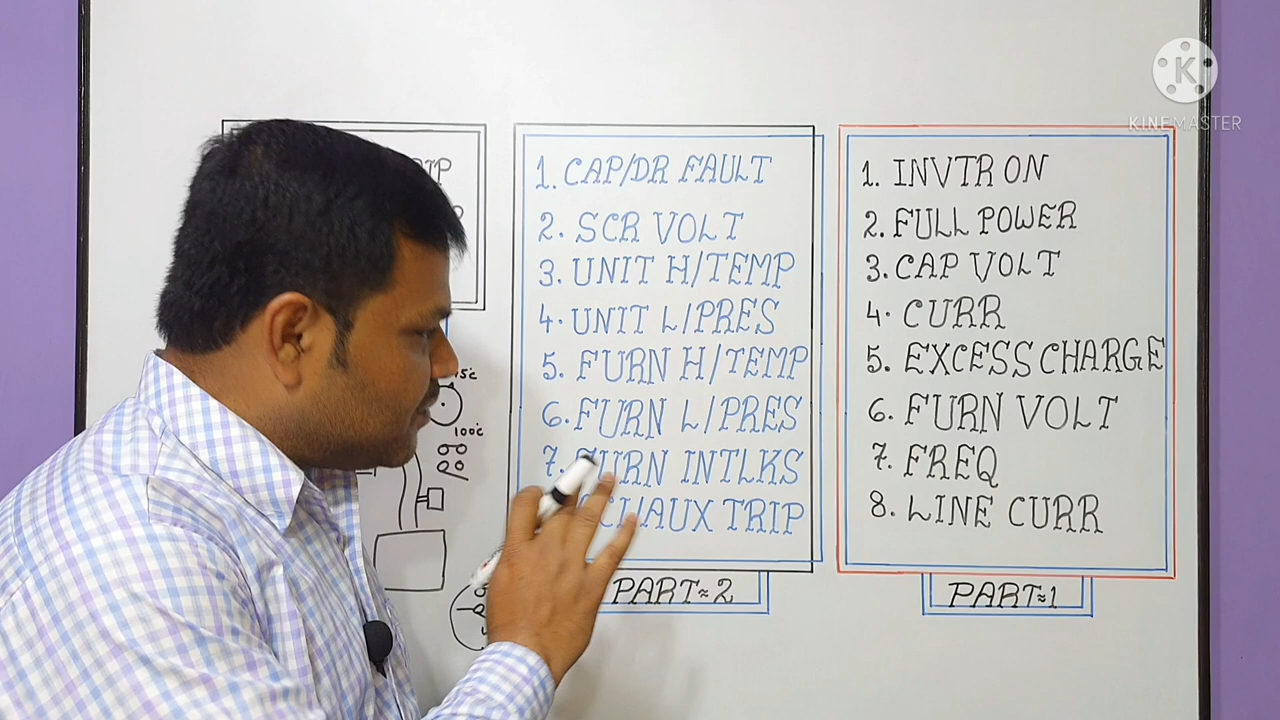 1. CAP/DR FAULT
2. SCR VOLT
3. UNIT H/TEMP
4. UNIT L/PRES
5. FURN H/TEMP
6. FURN L/PRES
7. FURN INTLKS
AUX TRIP
PART≈2
1. INVTR ON
2. FULL POWER
3. CAP VOLT
4. CURR
5. EXCESS CHARGE
6. FURN VOLT
7. FREQ
8. LINE CURR
PART≈1
100°C
K
KINEMASTER